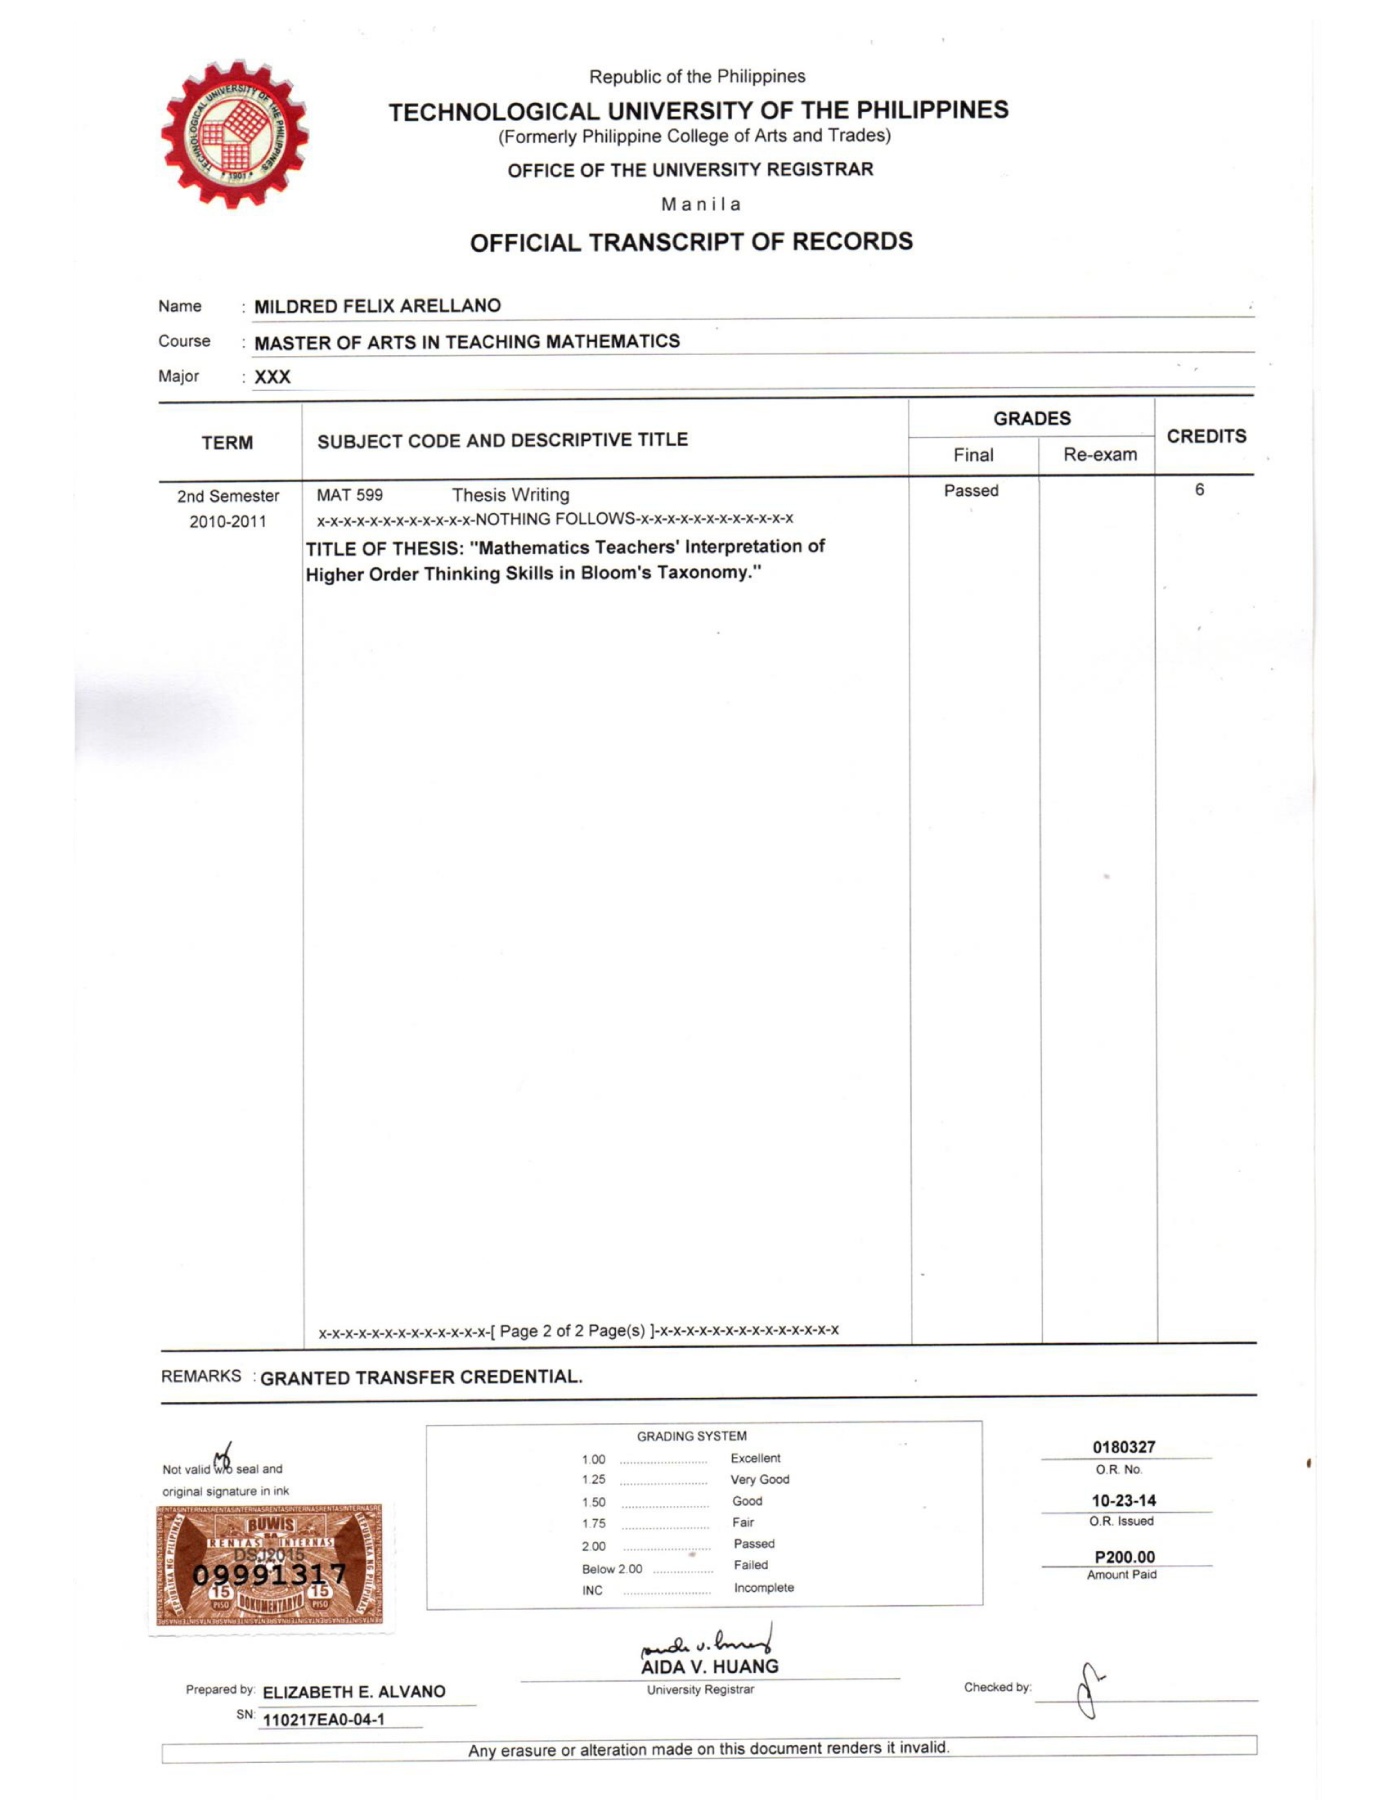 Republic of the Philippines
TECHNOLOGICAL UNIVERSITY OF THE PHILIPPINES
(Formerly Philippine College of Arts and Trades)
OFFICE OF THE UNIVERSITY REGISTRAR
Manila
OFFICIAL TRANSCRIPT OF RECORDS
TECHNOLOGICAL UNIVERSITY OF THE PHILIPPINES
* 1901 *
Name : MILDRED FELIX ARELLANO
Course : MASTER OF ARTS IN TEACHING MATHEMATICS
Major : XXX
TERM SUBJECT CODE AND DESCRIPTIVE TITLE GRADES CREDITS
Final Re-exam
2nd Semester MAT 599 Thesis Writing Passed 6
2010-2011 x-x-x-x-x-x-x-x-x-x-x-x-NOTHING FOLLOWS-x-x-x-x-x-x-x-x-x-x-x-x
TITLE OF THESIS: "Mathematics Teachers' Interpretation of
Higher Order Thinking Skills in Bloom's Taxonomy."
x-x-x-x-x-x-x-x-x-x-x-x-x-[ Page 2 of 2 Page(s) ]-x-x-x-x-x-x-x-x-x-x-x-x-x-x
REMARKS : GRANTED TRANSFER CREDENTIAL.
Not valid w/o seal and
original signature in ink
BUWIS
SA
RENTAS INTERNAS
DSJ2015
09991317
15 15
PISO DOKUMENTARYO PISO
REPUBLIKA NG PILIPINAS
REPUBLIKA NG PILIPINAS
GRADING SYSTEM
1.00 ........................ Excellent
1.25 ........................ Very Good
1.50 ........................ Good
1.75 ........................ Fair
2.00 ........................ Passed
Below 2.00 ................ Failed
INC ........................ Incomplete
0180327
O.R. No.
10-23-14
O.R. Issued
P200.00
Amount Paid
AIDA V. HUANG
University Registrar
Prepared by: ELIZABETH E. ALVANO
SN: 110217EA0-04-1
Checked by:
Any erasure or alteration made on this document renders it invalid.